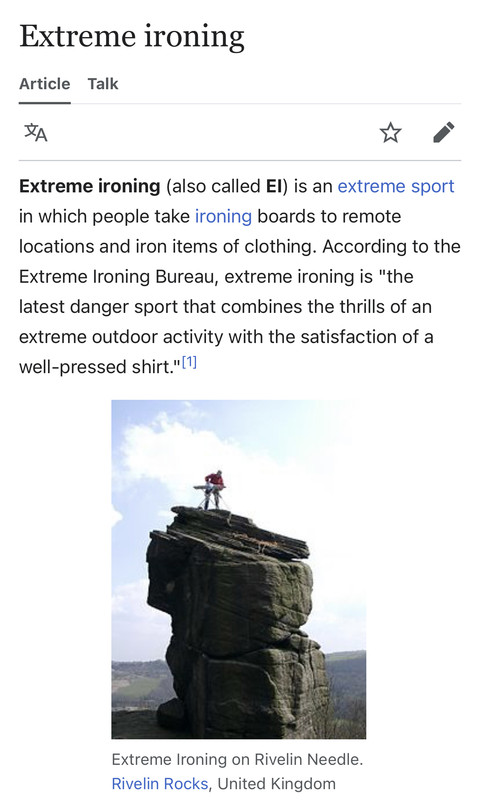 Extreme ironing
Article Talk
Extreme ironing (also called EI) is an extreme sport
in which people take ironing boards to remote
locations and iron items of clothing. According to the
Extreme Ironing Bureau, extreme ironing is "the
latest danger sport that combines the thrills of an
extreme outdoor activity with the satisfaction of a
well-pressed shirt."[1]
Extreme Ironing on Rivelin Needle.
Rivelin Rocks, United Kingdom